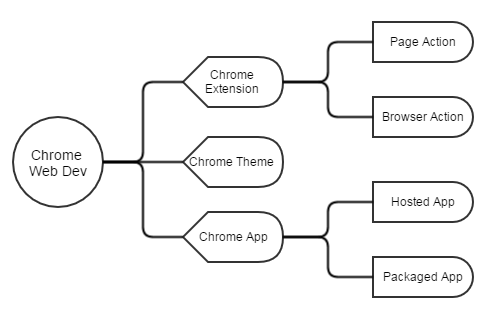 Chrome
Web Dev
Chrome
Extension
Page Action
Browser Action
Chrome Theme
Chrome App
Hosted App
Packaged App